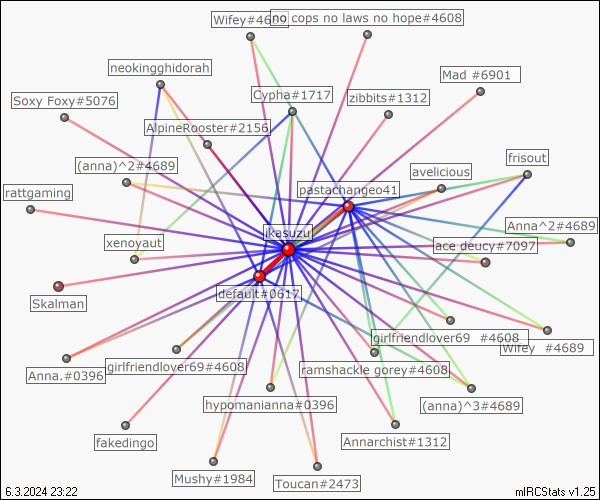 Wifey#4689
no cops no laws no hope#4608
neokingghidorah
Mad #6901
Cypha#1717
Soxy Foxy#5076
zibbits#1312
AlpineRooster#2156
(anna)^2#4689
avelicious
frisout
rattgaming
pastachangeo41
Anna^2#4689
ikasuzu
xenoyaut
ace deucy#7097
default#0617
Skalman
girlfriendlover69 #4608
Wifey #4689
girlfriendlover69#4608
ramshackle gorey#4608
Anna.#0396
hypomanianna#0396
(anna)^3#4689
fakedingo
Annarchist#1312
Mushy#1984
Toucan#2473
6.3.2024 23:22
mIRCStats v1.25